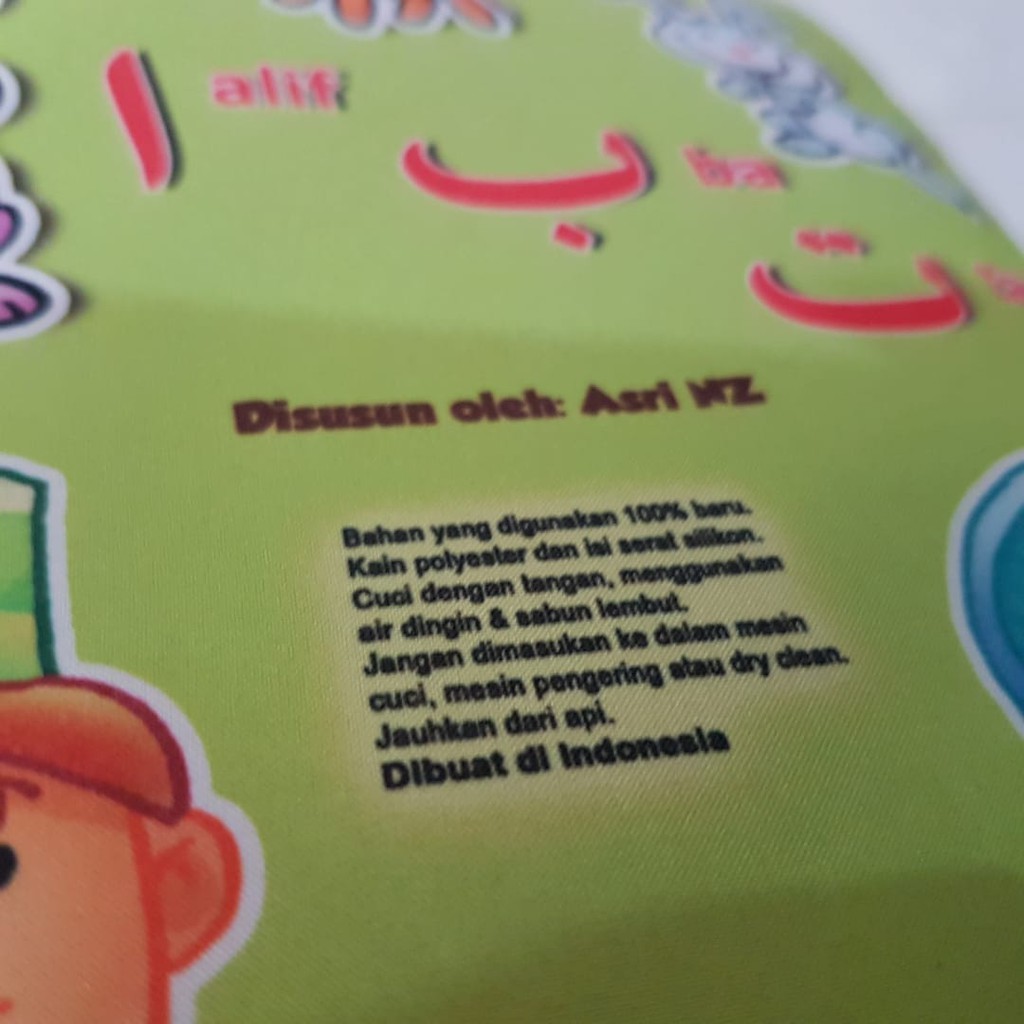 ا alif
ب ba
ت
Disusun oleh: Asri NZ
Bahan yang digunakan 100% baru.
Kain polyester dan isi serat silikon.
Cuci dengan tangan, menggunakan
air dingin & sabun lembut.
Jangan dimasukan ke dalam mesin
cuci, mesin pengering atau dry clean.
Jauhkan dari api.
Dibuat di Indonesia